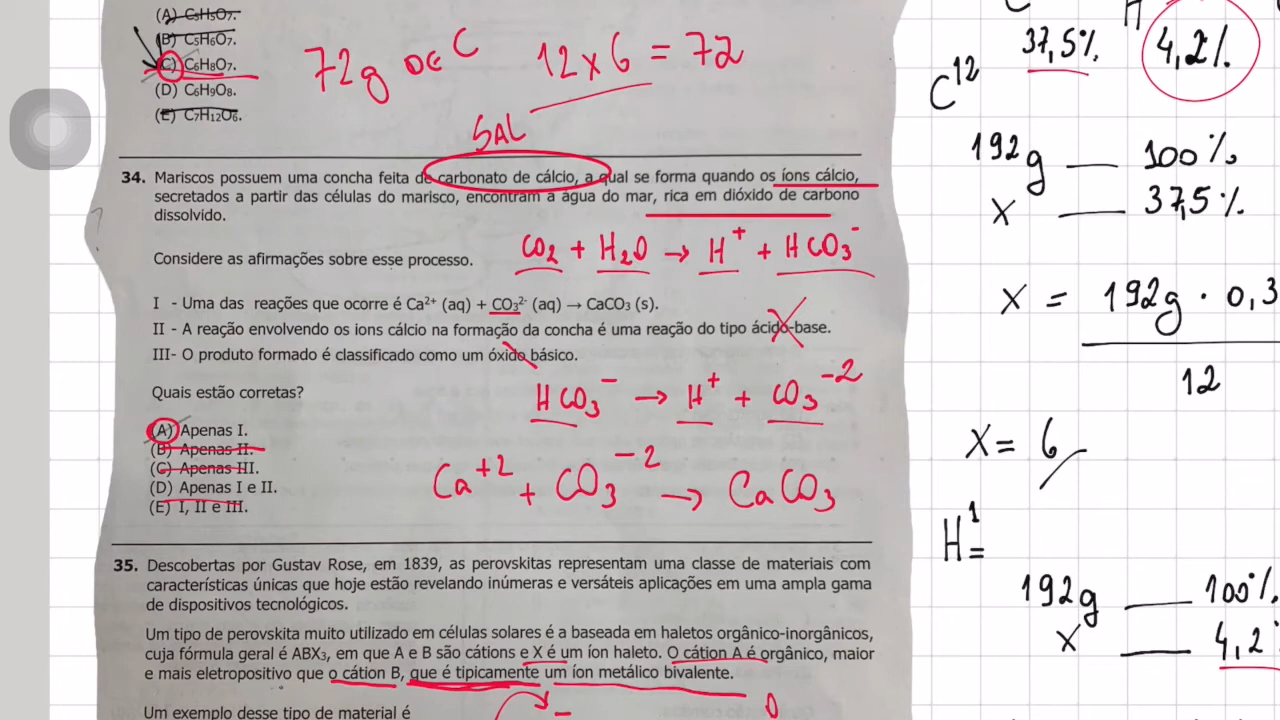 (A) C5H5O7.
(B) C5H6O7.
(C) C6H8O7.
(D) C6H9O8.
(E) C7H12O6.
72g DE C 12x6 = 72
SAL
34. Mariscos possuem uma concha feita de carbonato de cálcio, a qual se forma quando os íons cálcio,
secretados a partir das células do marisco, encontram a água do mar, rica em dióxido de carbono
dissolvido.
CO2 + H2O → H+ + HCO3-
Considere as afirmações sobre esse processo.
I - Uma das reações que ocorre é Ca²⁺ (aq) + CO₃²⁻ (aq) → CaCO₃ (s).
II - A reação envolvendo os ions cálcio na formação da concha é uma reação do tipo ácido-base.
III- O produto formado é classificado como um óxido básico.
Quais estão corretas?
HCO3- → H+ + CO3-2
(A) Apenas I.
(B) Apenas II.
(C) Apenas III.
(D) Apenas I e II.
(E) I, II e III.
Ca+2 + CO3-2 → CaCO3
35. Descobertas por Gustav Rose, em 1839, as perovskitas representam uma classe de materiais com
características únicas que hoje estão revelando inúmeras e versáteis aplicações em uma ampla gama
de dispositivos tecnológicos.
Um tipo de perovskita muito utilizado em células solares é a baseada em haletos orgânico-inorgânicos,
cuja fórmula geral é ABX₃, em que A e B são cátions e X é um íon haleto. O cátion A é orgânico, maior
e mais eletropositivo que o cátion B, que é tipicamente um íon metálico bivalente.
Um exemplo desse tipo de material é
C H
37,5% 4,2%
C12
192g — 100%
X — 37,5%
X = 192g · 0,3
12
X = 6
H1=
192g — 100%
X — 4,2